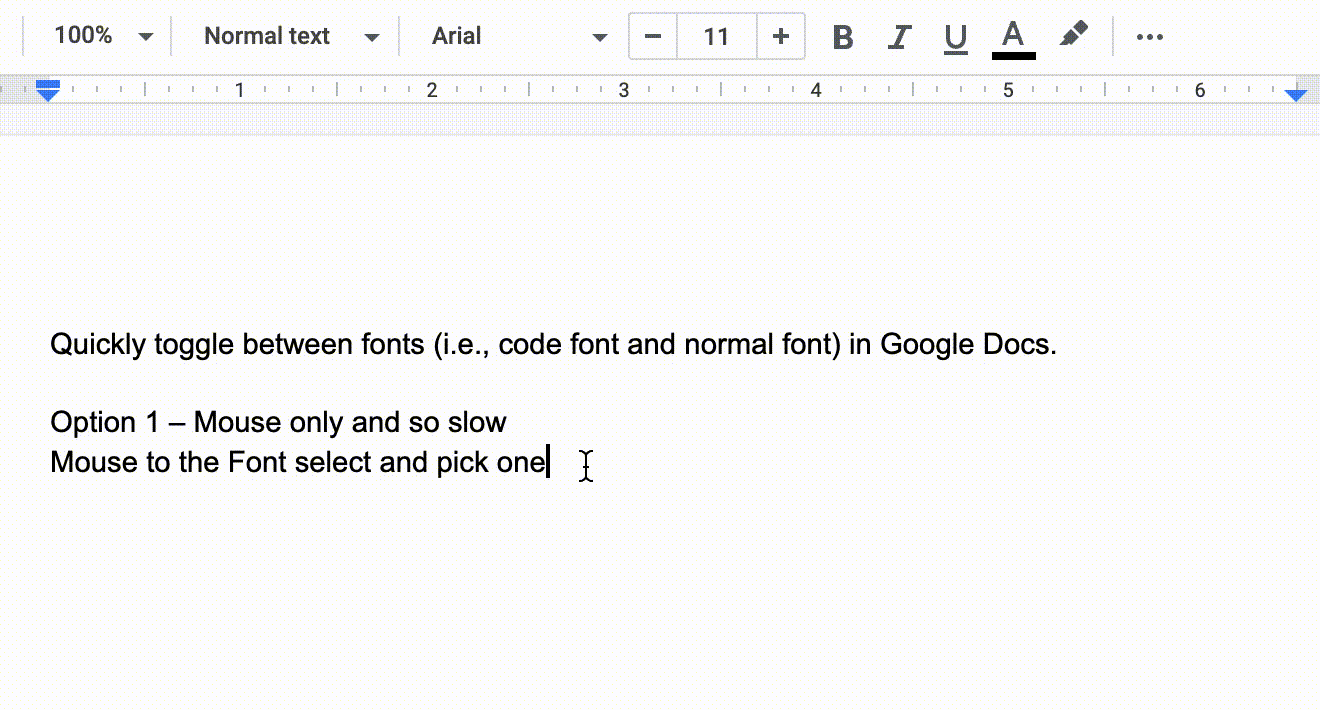 100% Normal text Arial − 11 + B I U A
1 2 3 4 5 6
Quickly toggle between fonts (i.e., code font and normal font) in Google Docs.
Option 1 – Mouse only and so slow
Mouse to the Font select and pick one